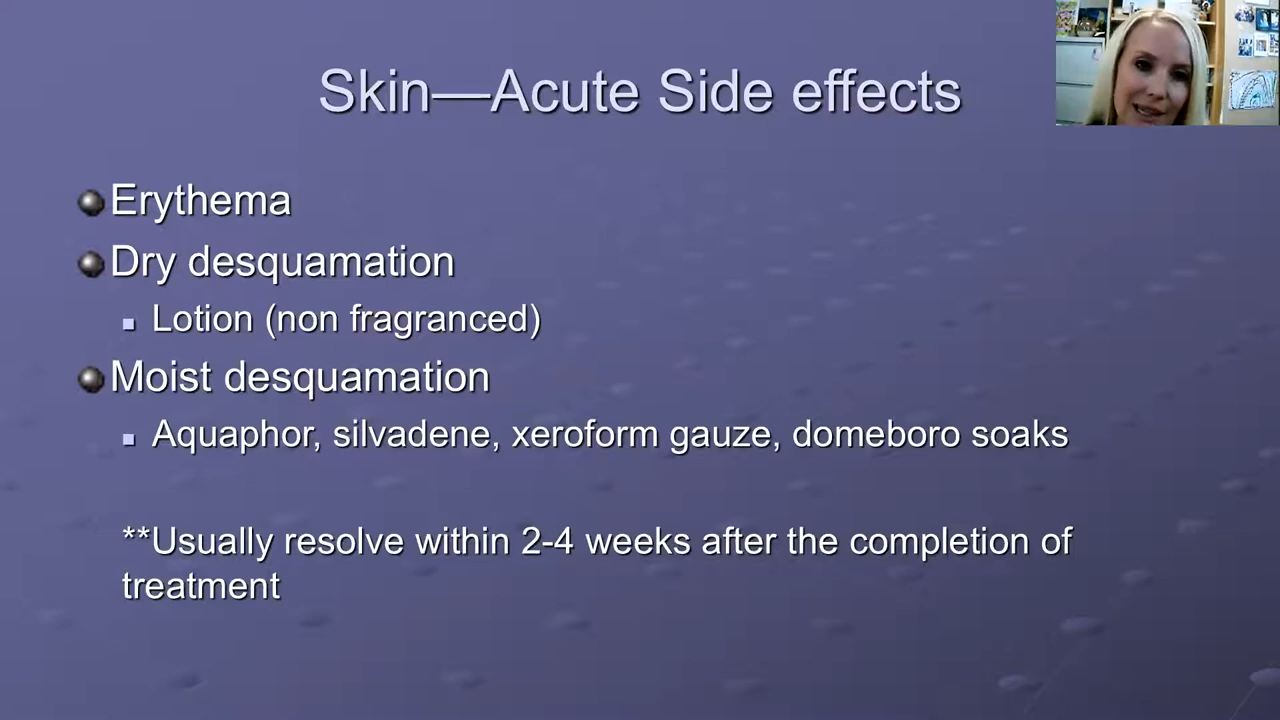 Skin—Acute Side effects
Erythema
Dry desquamation
Lotion (non fragranced)
Moist desquamation
Aquaphor, silvadene, xeroform gauze, domeboro soaks
**Usually resolve within 2-4 weeks after the completion of
treatment